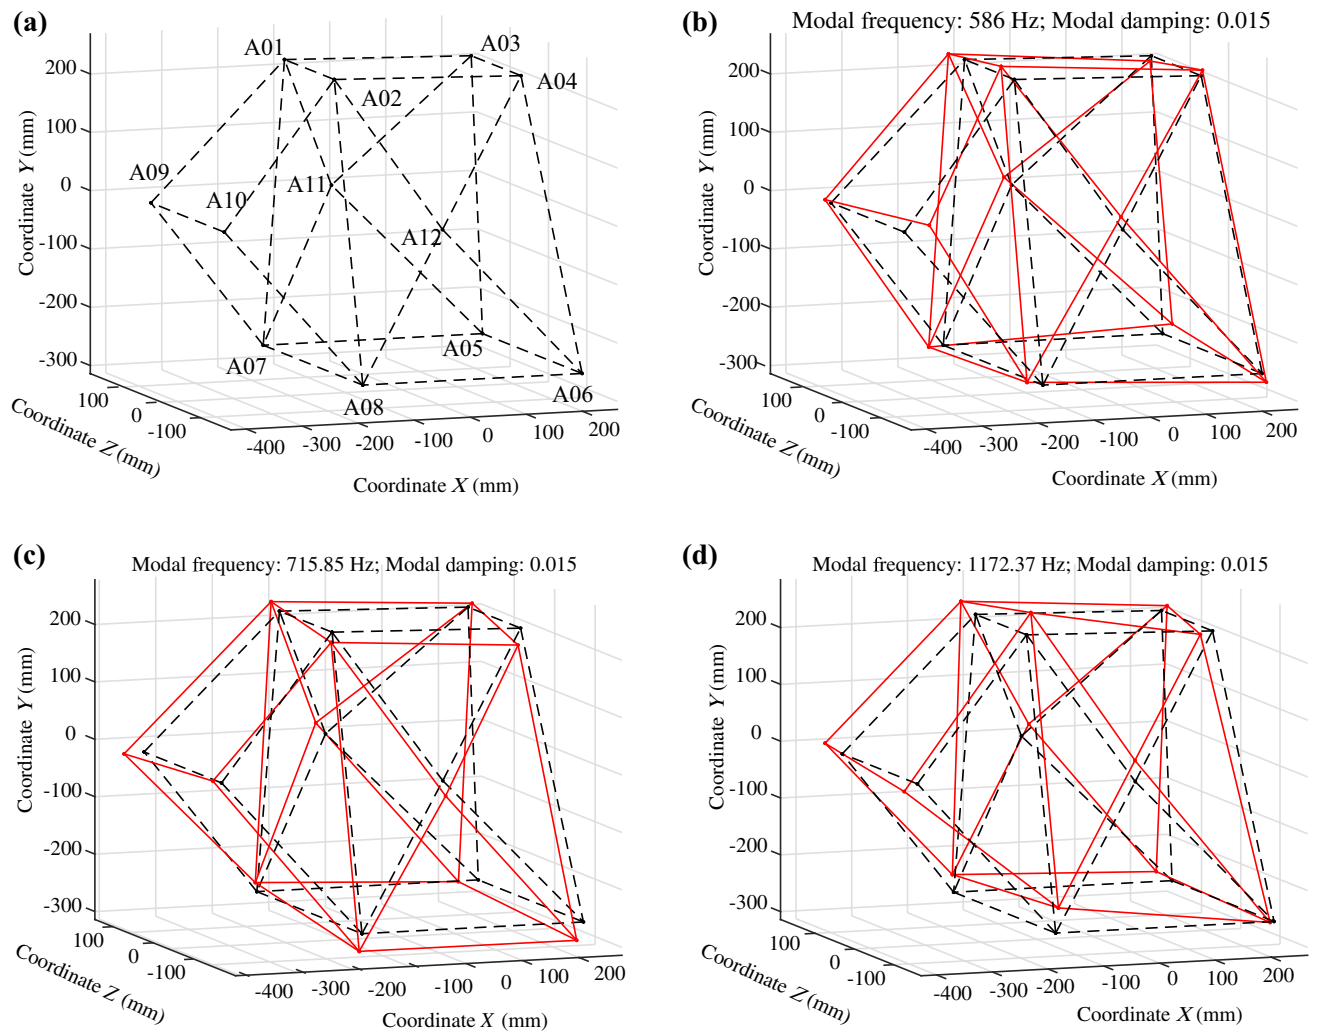 (a)
A01
A03
A04
A02
A09
A10
A11
A12
A07
A05
A08
A06
200
100
0
-100
-200
-300
Coordinate Y (mm)
100
0
-100
Coordinate Z (mm)
-400
-300
-200
-100
0
100
200
Coordinate X (mm)
(b)
Modal frequency: 586 Hz; Modal damping: 0.015
200
100
0
-100
-200
-300
Coordinate Y (mm)
100
0
-100
Coordinate Z (mm)
-400
-300
-200
-100
0
100
200
Coordinate X (mm)
(c)
Modal frequency: 715.85 Hz; Modal damping: 0.015
200
100
0
-100
-200
-300
Coordinate Y (mm)
100
0
-100
Coordinate Z (mm)
-400
-300
-200
-100
0
100
200
Coordinate X (mm)
(d)
Modal frequency: 1172.37 Hz; Modal damping: 0.015
200
100
0
-100
-200
-300
Coordinate Y (mm)
100
0
-100
Coordinate Z (mm)
-400
-300
-200
-100
0
100
200
Coordinate X (mm)